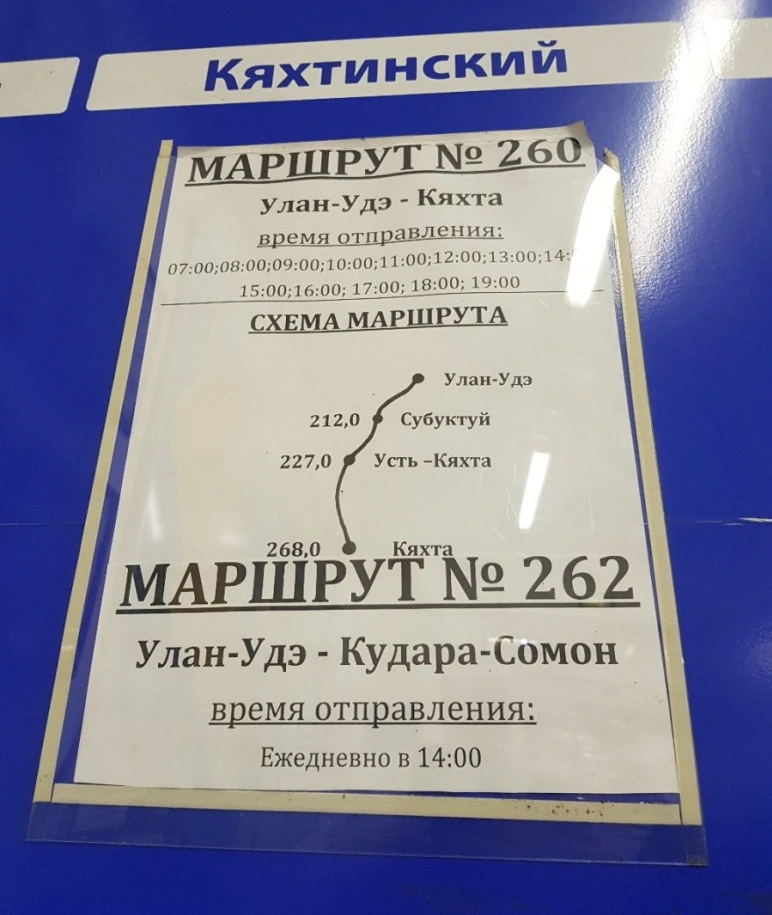 Кяхтинский
МАРШРУТ № 260
Улан-Удэ - Кяхта
время отправления:
07:00;08:00;09:00;10:00;11:00;12:00;13:00;14:
15:00;16:00; 17:00; 18:00; 19:00
СХЕМА МАРШРУТА
Улан-Удэ
212,0 Субуктуй
227,0 Усть –Кяхта
268,0 Кяхта
МАРШРУТ № 262
Улан-Удэ - Кудара-Сомон
время отправления:
Ежедневно в 14:00